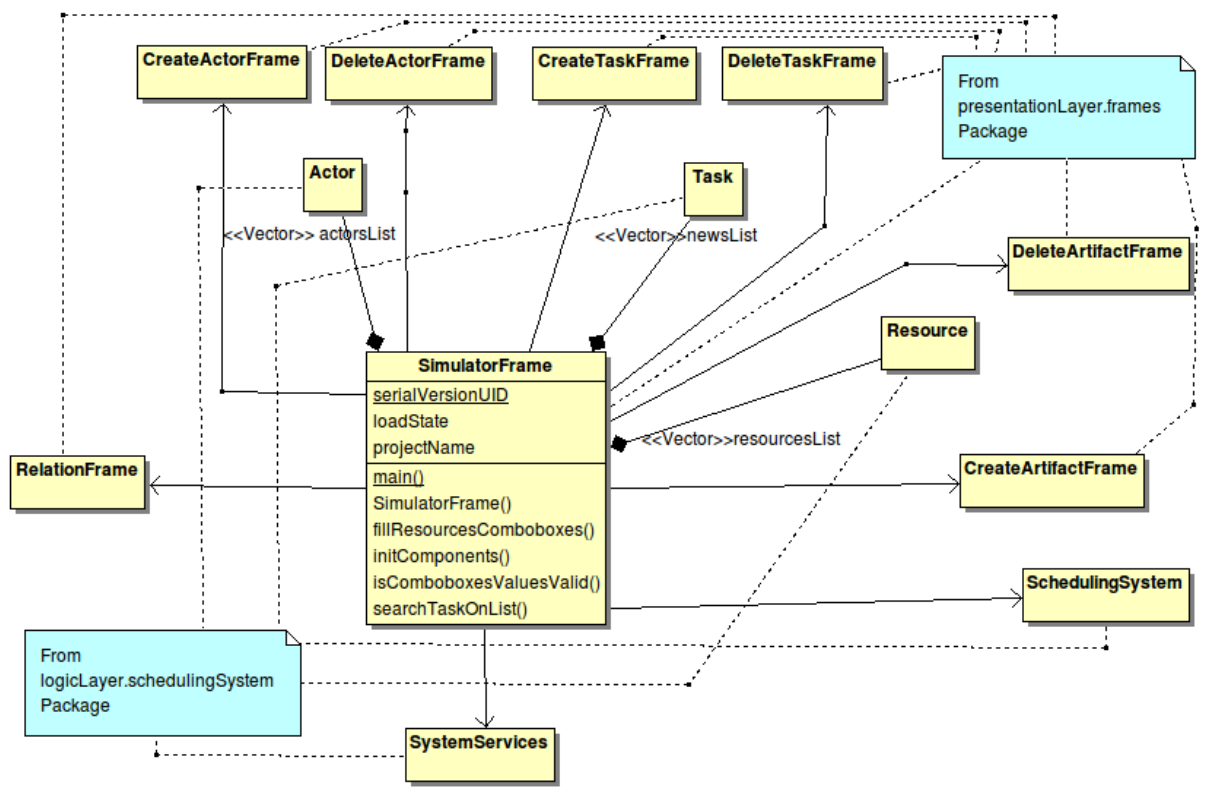 CreateActorFrame
DeleteActorFrame
CreateTaskFrame
DeleteTaskFrame
From
presentationLayer.frames
Package
Actor
Task
<<Vector>> actorsList
<<Vector>>newsList
DeleteArtifactFrame
Resource
SimulatorFrame
serialVersionUID
loadState
projectName
<<Vector>>resourcesList
RelationFrame
CreateArtifactFrame
main()
SimulatorFrame()
fillResourcesComboboxes()
initComponents()
isComboboxesValuesValid()
searchTaskOnList()
SchedulingSystem
From
logicLayer.schedulingSystem
Package
SystemServices